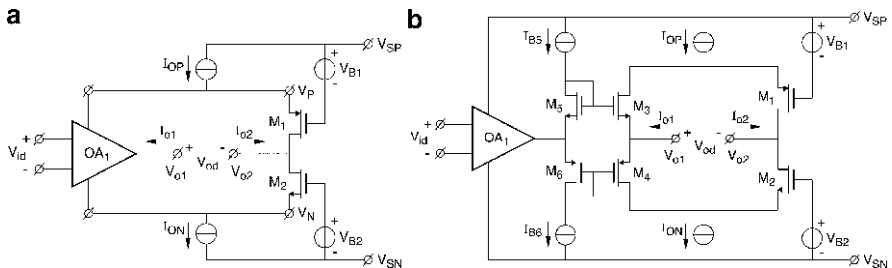 a
V_SP
I_OP
+
V_B1
-
V_P
M_1
I_o1
I_o2
+
V_id
-
OA_1
+
V_od
-
V_o1
V_o2
M_2
V_N
I_ON
+
V_B2
-
V_SN
b
V_SP
I_B5
I_OP
+
V_B1
-
M_5
M_3
M_1
I_o1
I_o2
+
V_id
-
OA_1
+
V_od
-
V_o1
V_o2
M_6
M_4
M_2
I_B6
I_ON
+
V_B2
-
V_SN